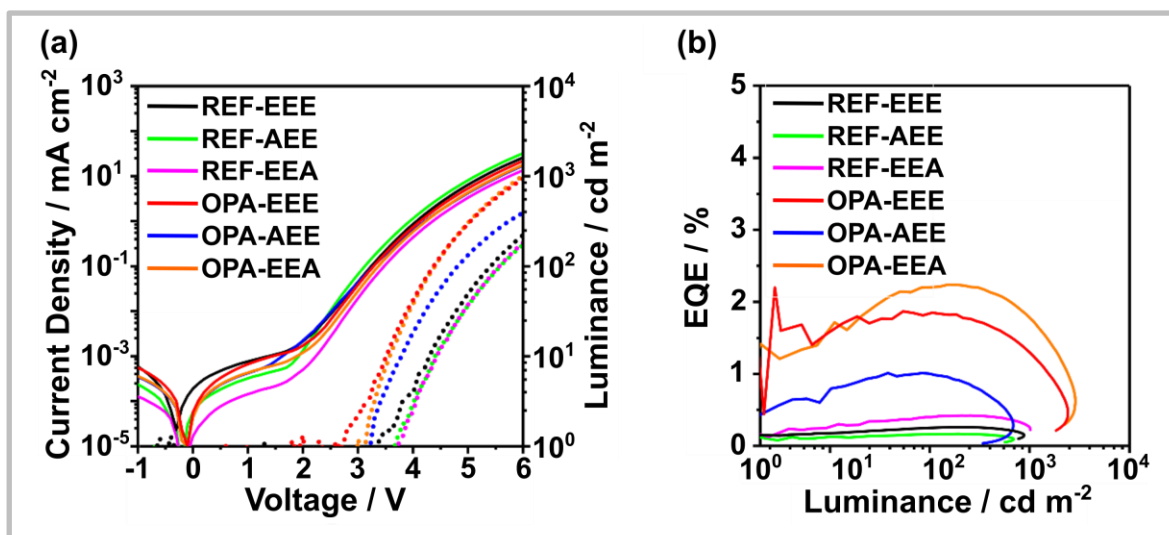 (a)
Current Density / mA cm⁻²
10³
10¹
10⁻¹
10⁻³
10⁻⁵
REF-EEE
REF-AEE
REF-EEA
OPA-EEE
OPA-AEE
OPA-EEA
-1 0 1 2 3 4 5 6
Voltage / V
10⁴
10³
10²
10¹
10⁰
Luminance / cd m⁻²
(b)
EQE / %
5
4
3
2
1
0
REF-EEE
REF-AEE
REF-EEA
OPA-EEE
OPA-AEE
OPA-EEA
10⁰ 10¹ 10² 10³ 10⁴
Luminance / cd m⁻²